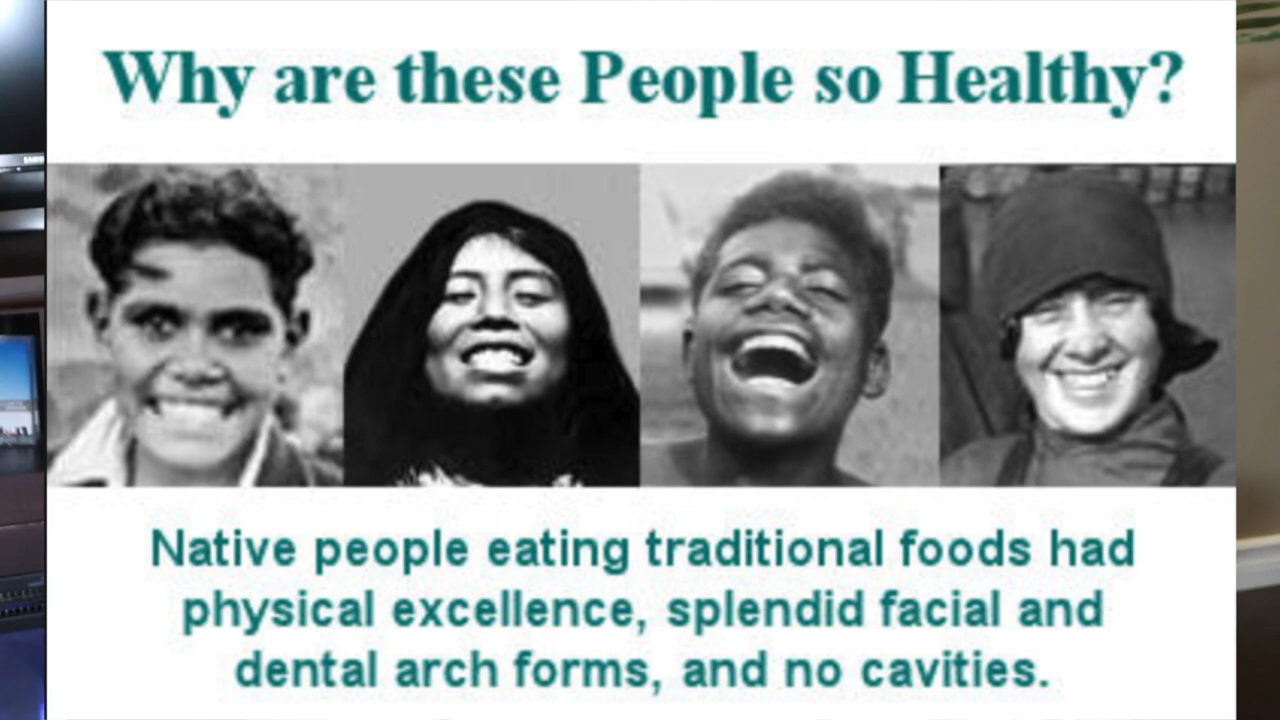 Why are these People so Healthy?
Native people eating traditional foods had
physical excellence, splendid facial and
dental arch forms, and no cavities.